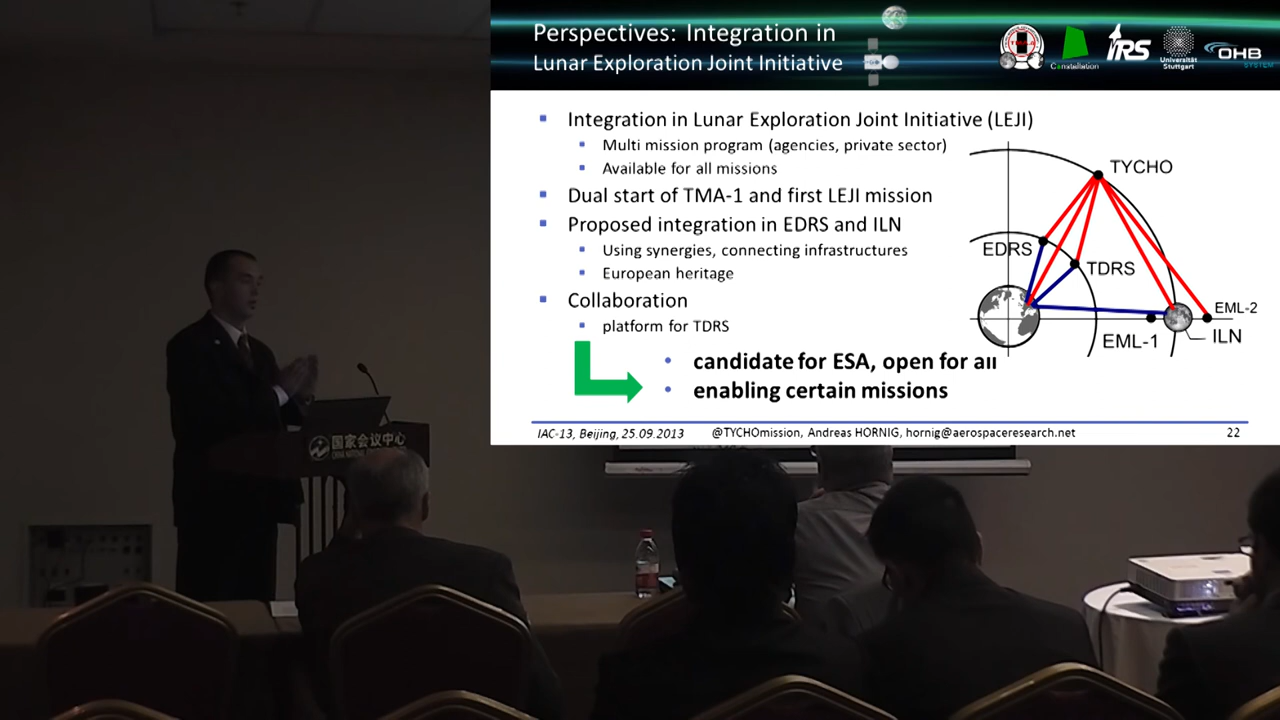 Perspectives: Integration in
Lunar Exploration Joint Initiative
IRS
Constellation
Universität
Stuttgart
OHB
SYSTEM
Integration in Lunar Exploration Joint Initiative (LEJI)
Multi mission program (agencies, private sector)
Available for all missions
Dual start of TMA-1 and first LEJI mission
Proposed integration in EDRS and ILN
Using synergies, connecting infrastructures
European heritage
Collaboration
platform for TDRS
candidate for ESA, open for all
enabling certain missions
TYCHO
EDRS
TDRS
EML-2
EML-1
ILN
IAC-13, Beijing, 25.09.2013
@TYCHOmission, Andreas HORNIG, hornig@aerospaceresearch.net
22
国家会议中心